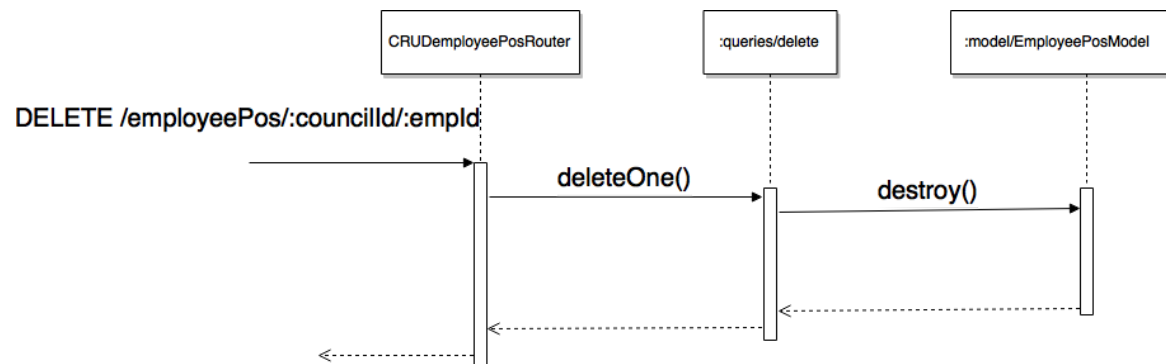 CRUDemployeePosRouter
:queries/delete
:model/EmployeePosModel
DELETE /employeePos/:councilId/:empId
deleteOne()
destroy()